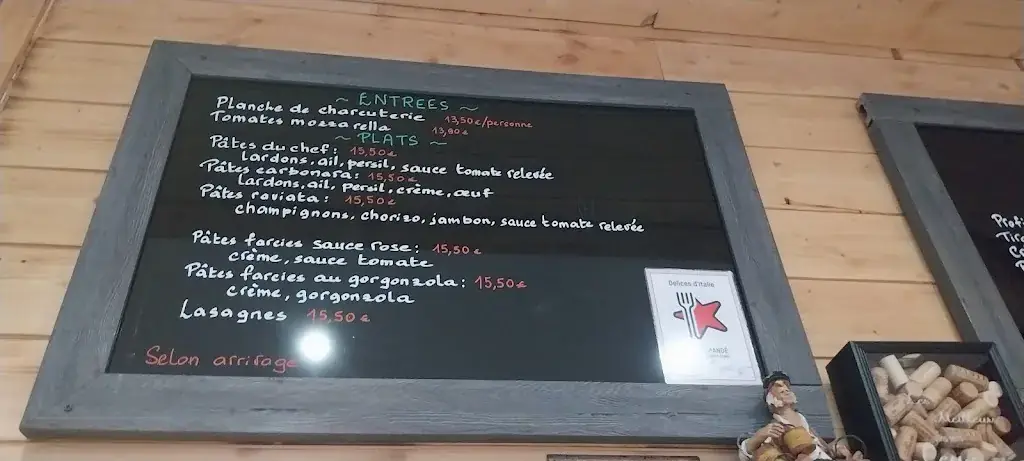 ~ ENTREES ~
Planche de charcuterie 13,50€/personne
Tomates mozzarella 13,80€
~ PLATS ~
Pâtes du chef: 15,50€
lardons, ail, persil, sauce tomate relevée
Pâtes carbonara: 15,50€
lardons, ail, persil, crème, œuf
Pâtes raviata: 15,50€
champignons, chorizo, jambon, sauce tomate relevée
Pâtes farcies sauce rose: 15,50€
crème, sauce tomate
Pâtes farcies au gorgonzola: 15,50€
crème, gorgonzola
Lasagnes 15,50€
Selon arrivage
Délices d'Italie